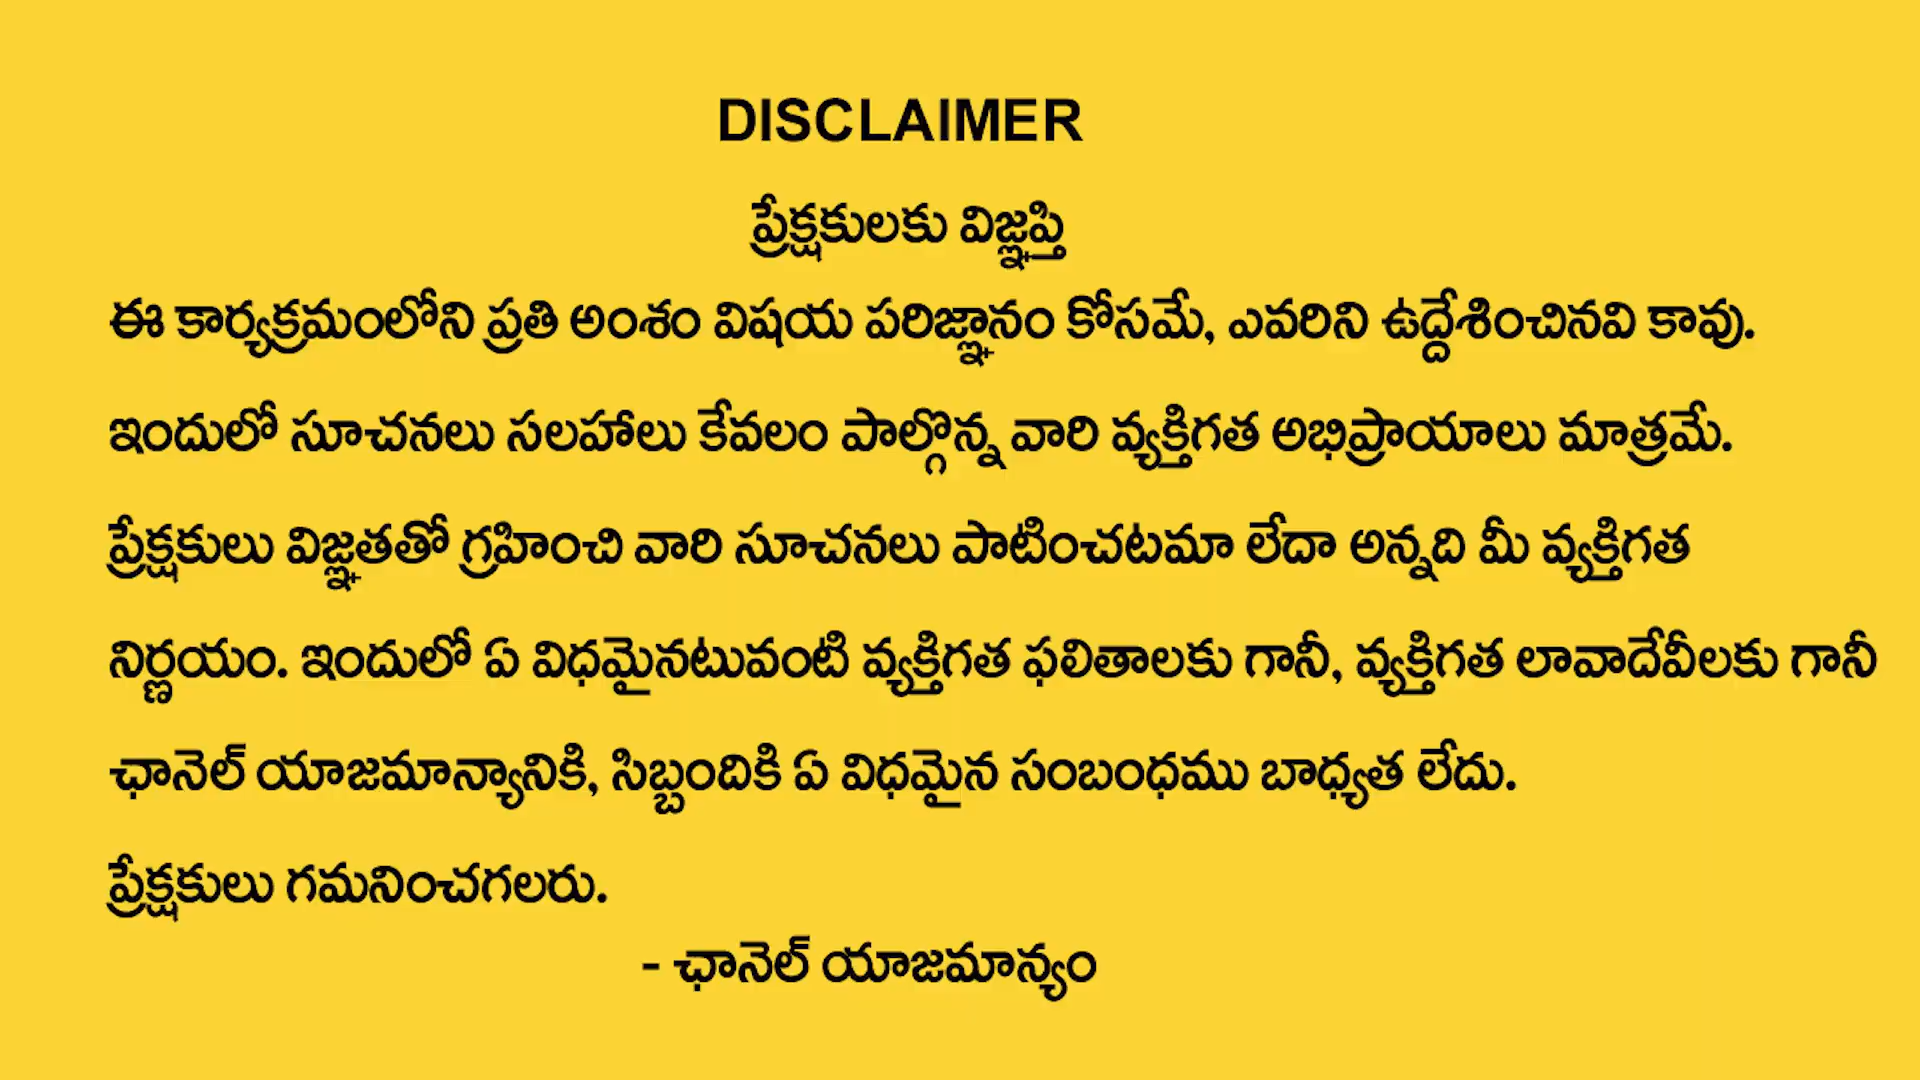 DISCLAIMER
ప్రేక్షకులకు విజ్ఞప్తి
ఈ కార్యక్రమంలోని ప్రతి అంశం విషయ పరిజ్ఞానం కోసమే, ఎవరిని ఉద్దేశించినవి కావు.
ఇందులో సూచనలు సలహాలు కేవలం పాల్గొన్న వారి వ్యక్తిగత అభిప్రాయాలు మాత్రమే.
ప్రేక్షకులు విజ్ఞతతో గ్రహించి వారి సూచనలు పాటించటమా లేదా అన్నది మీ వ్యక్తిగత
నిర్ణయం. ఇందులో ఏ విధమైనటువంటి వ్యక్తిగత ఫలితాలకు గానీ, వ్యక్తిగత లావాదేవీలకు గానీ
ఛానెల్ యాజమాన్యానికి, సిబ్బందికి ఏ విధమైన సంబంధము బాధ్యత లేదు.
ప్రేక్షకులు గమనించగలరు.
- ఛానెల్ యాజమాన్యం